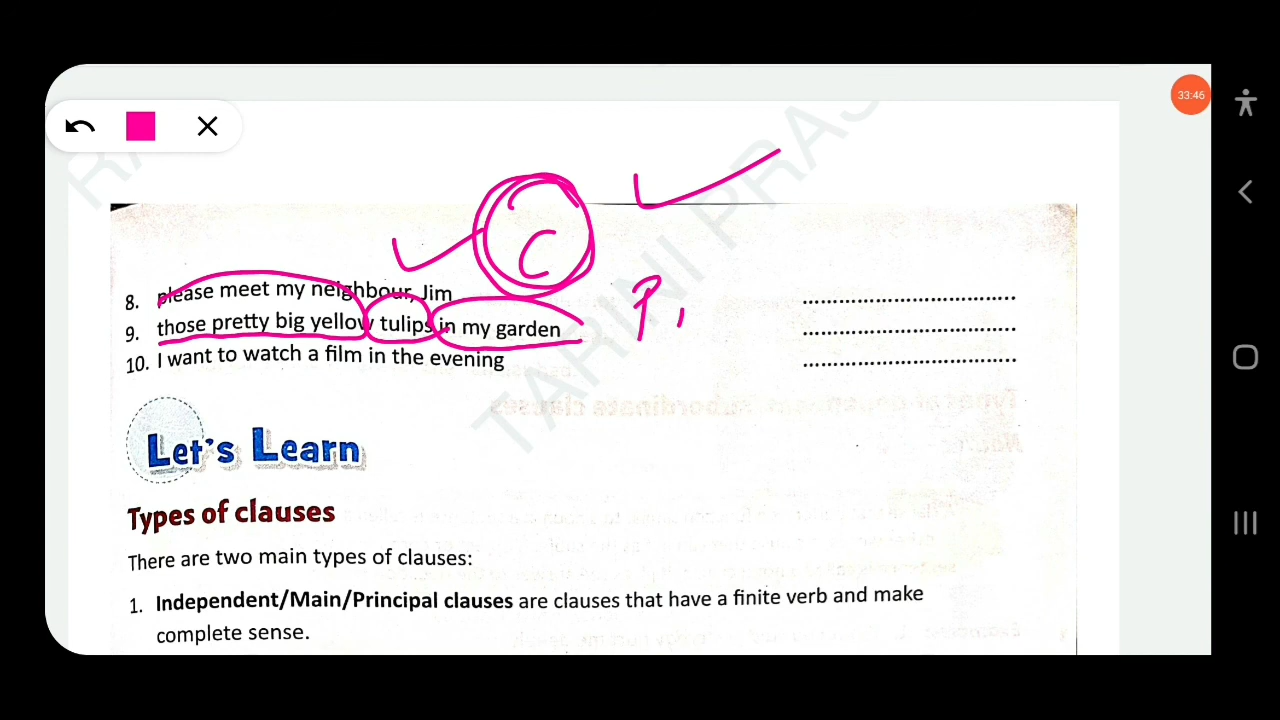 33:46
C
8. please meet my neighbour, Jim ........................................
9. those pretty big yellow tulips in my garden ........................................
P,
10. I want to watch a film in the evening ........................................
TARINI PRAS
Let's Learn
Types of clauses
There are two main types of clauses:
1. Independent/Main/Principal clauses are clauses that have a finite verb and make
complete sense.